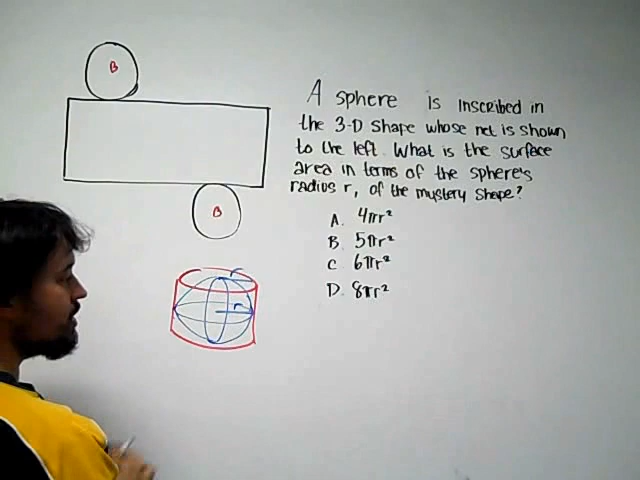 B
A sphere is inscribed in
the 3-D shape whose net is shown
to the left. What is the surface
area in terms of the sphere's
radius r, of the mystery shape?
A. 4πr²
B. 5πr²
C. 6πr²
D. 8πr²
B
r
r